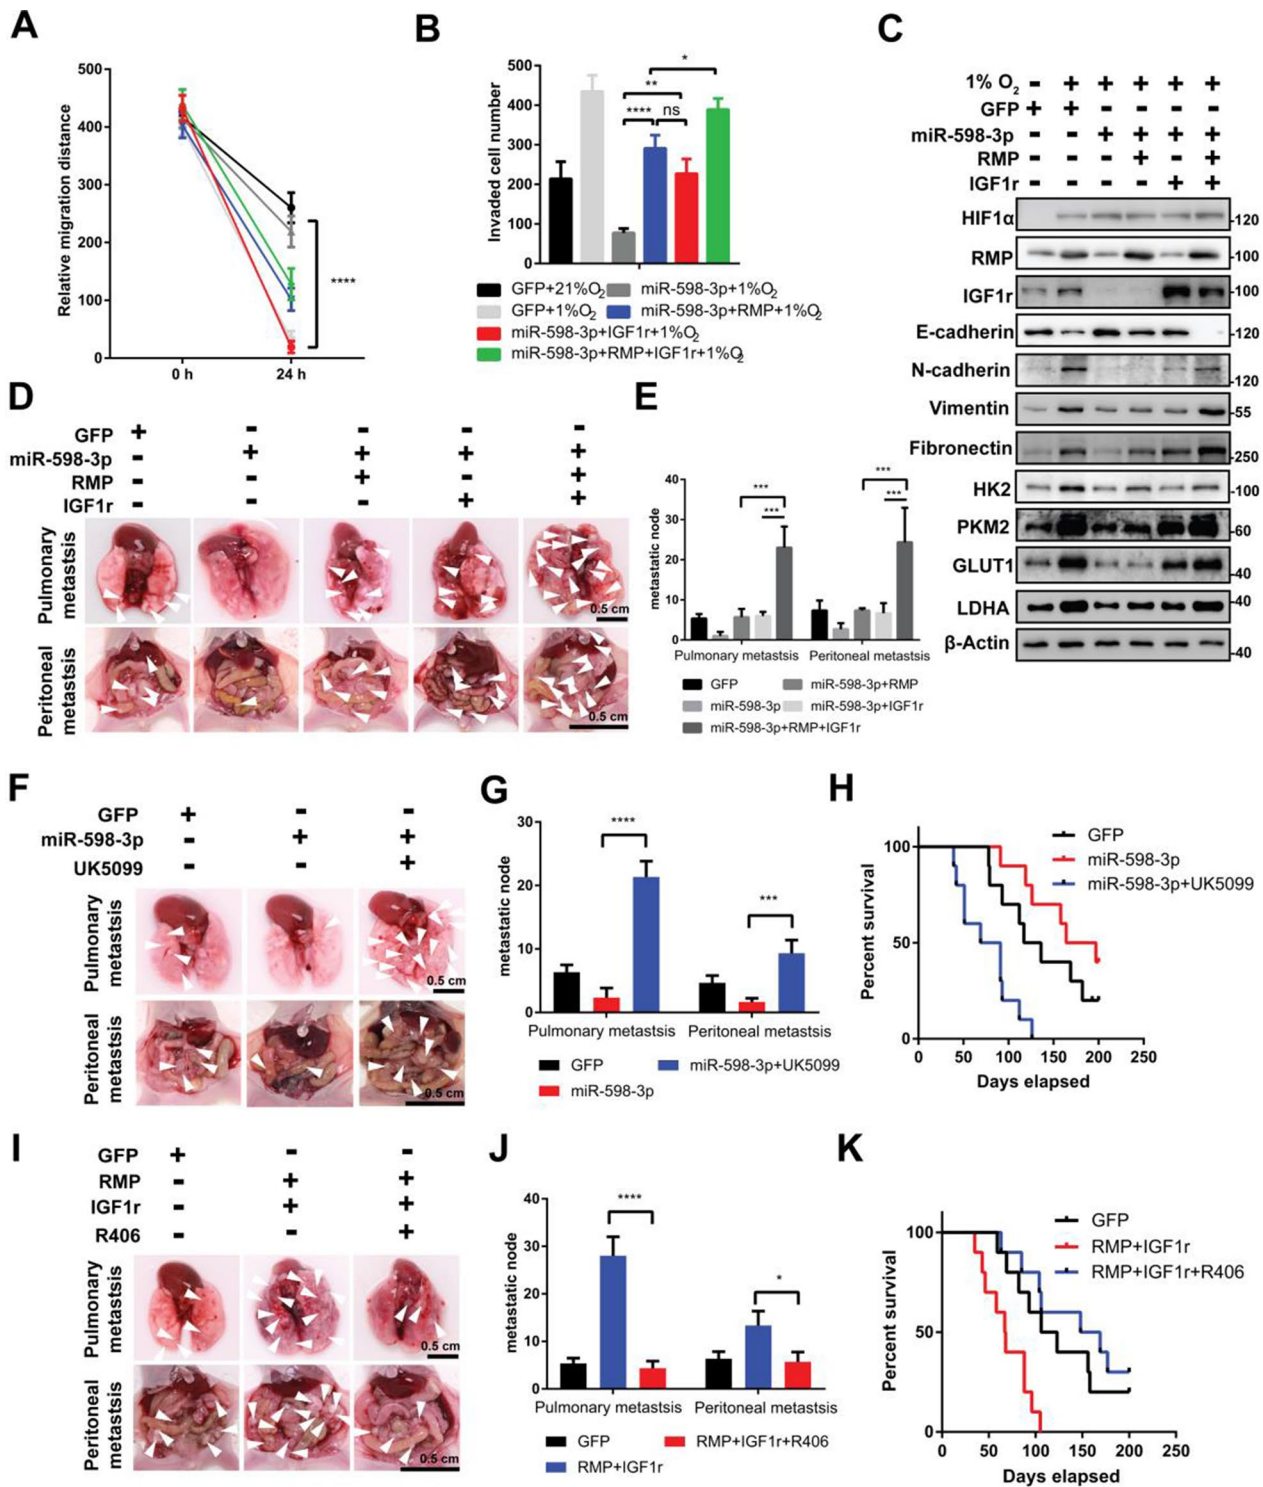 A
500
400
300
200
100
0
Relative migration distance
0 h
24 h
****
B
500
400
300
200
100
0
Invaded cell number
*
**
****
ns
GFP+21%O2
miR-598-3p+1%O2
GFP+1%O2
miR-598-3p+RMP+1%O2
miR-598-3p+IGF1r+1%O2
miR-598-3p+RMP+IGF1r+1%O2
C
1% O2 - + + + + +
GFP + + - - - -
miR-598-3p - - + + + +
RMP - - - + - +
IGF1r - - - - + +
HIF1α -120
RMP -100
IGF1r -100
E-cadherin -120
N-cadherin -120
Vimentin -55
Fibronectin -250
HK2 -100
PKM2 -60
GLUT1 -40
LDHA -40
β-Actin -40
D
GFP + - - - -
miR-598-3p - + + + +
RMP - - + - +
IGF1r - - - + +
Pulmonary metastasis
0.5 cm
Peritoneal metastasis
0.5 cm
E
40
30
20
10
0
metastatic node
***
***
***
***
Pulmonary metastsis
Peritoneal metastsis
GFP
miR-598-3p+RMP
miR-598-3p
miR-598-3p+IGF1r
miR-598-3p+RMP+IGF1r
F
GFP + - -
miR-598-3p - + +
UK5099 - - +
Pulmonary metastasis
0.5 cm
Peritoneal metastasis
0.5 cm
G
30
20
10
0
metastatic node
****
***
Pulmonary metastsis
Peritoneal metastsis
GFP
miR-598-3p+UK5099
miR-598-3p
H
GFP
miR-598-3p
miR-598-3p+UK5099
100
50
0
Percent survival
0 50 100 150 200 250
Days elapsed
I
GFP + - -
RMP - + +
IGF1r - + +
R406 - - +
Pulmonary metastasis
0.5 cm
Peritoneal metastasis
0.5 cm
J
40
30
20
10
0
metastatic node
****
*
Pulmonary metastsis
Peritoneal metastsis
GFP
RMP+IGF1r+R406
RMP+IGF1r
K
GFP
RMP+IGF1r
RMP+IGF1r+R406
100
50
0
Percent survival
0 50 100 150 200 250
Days elapsed